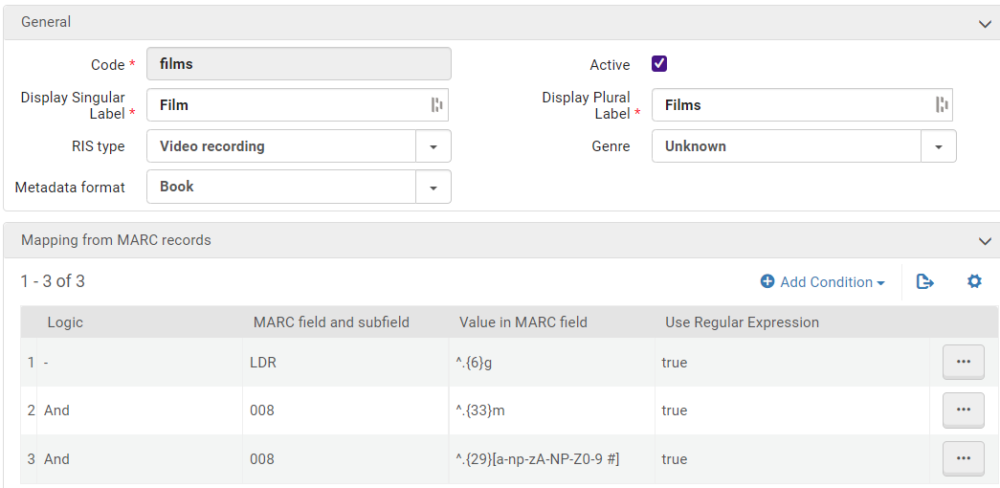 General
Code * films Active
Display Singular Label * Film Display Plural Label * Films
RIS type Video recording Genre Unknown
Metadata format Book
Mapping from MARC records
1 - 3 of 3 Add Condition
Logic MARC field and subfield Value in MARC field Use Regular Expression
1 - LDR ^.{6}g true ...
2 And 008 ^.{33}m true ...
3 And 008 ^.{29}[a-np-zA-NP-Z0-9 #] true ...